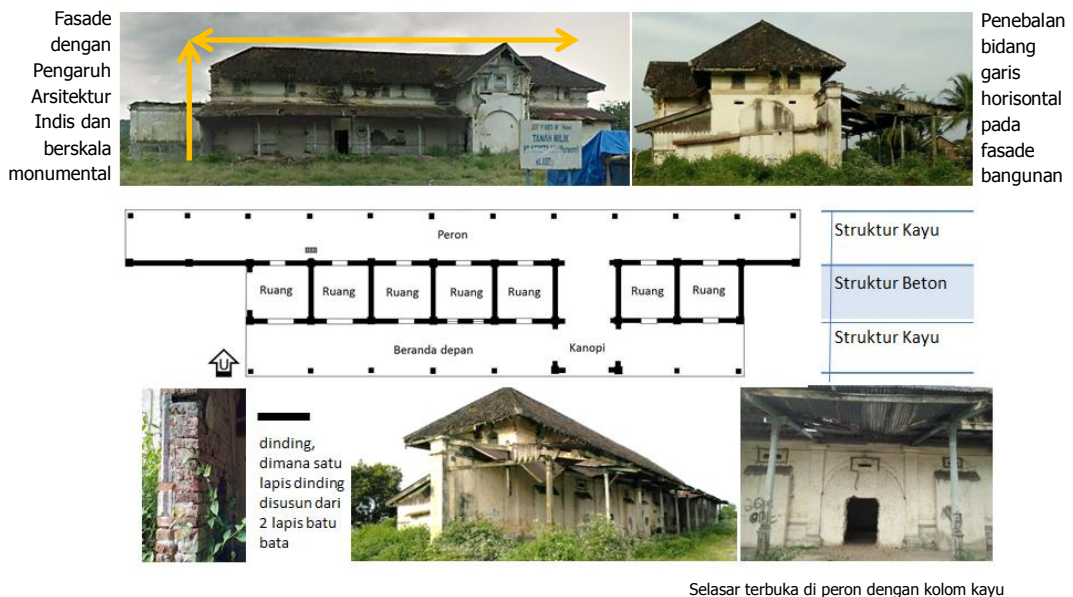 Fasade
dengan
Pengaruh
Arsitektur
Indis dan
berskala
monumental
TANAH MILIK
Penebalan
bidang
garis
horisontal
pada
fasade
bangunan
Peron
Ruang
Ruang
Ruang
Ruang
Ruang
Ruang
Ruang
Beranda depan
Kanopi
U
Struktur Kayu
Struktur Beton
Struktur Kayu
dinding,
dimana satu
lapis dinding
disusun dari
2 lapis batu
bata
Selasar terbuka di peron dengan kolom kayu